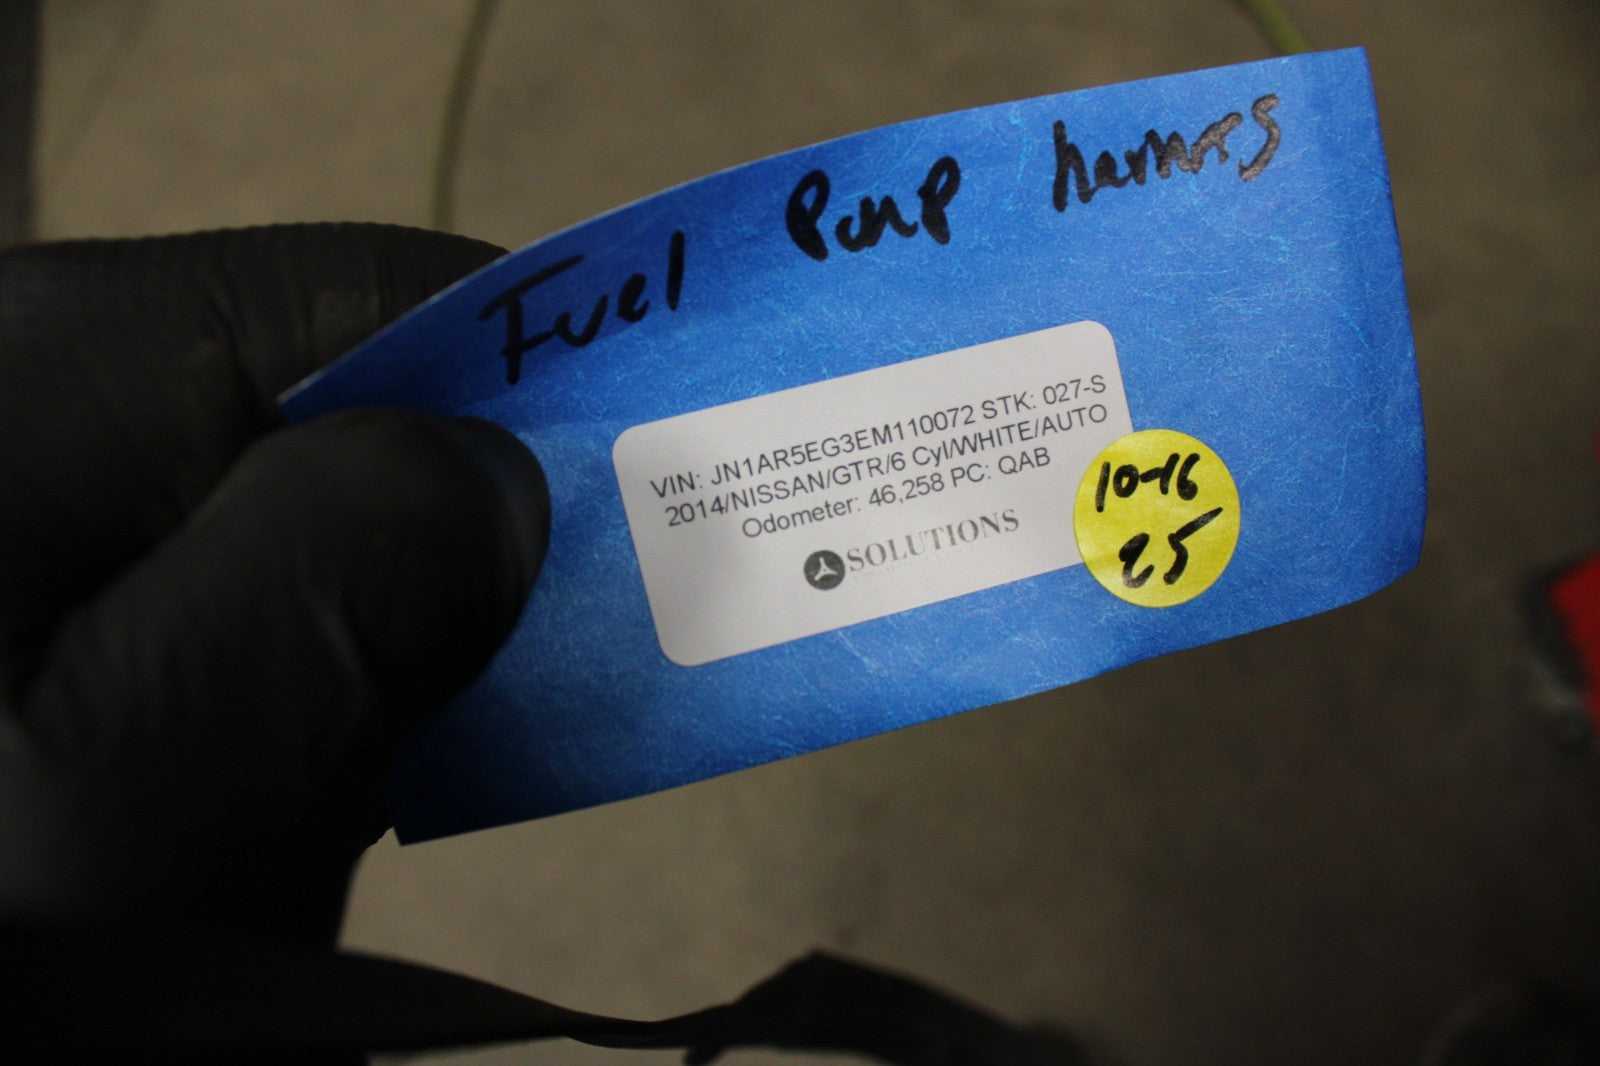 Fuel Pump harness
VIN: JN1AR5EG3EM110072 STK: 027-S
2014/NISSAN/GTR/6 Cyl/WHITE/AUTO
Odometer: 46,258 PC: QAB
SOLUTIONS
10-16
25